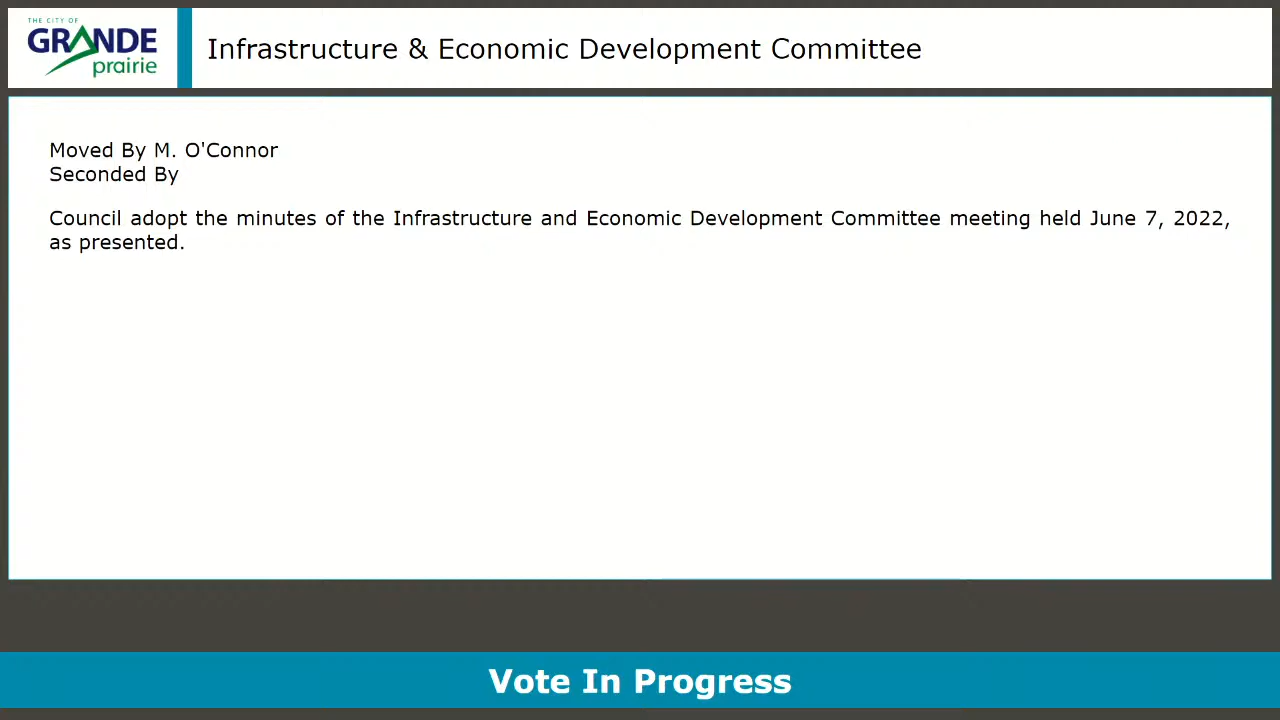 THE CITY OF
GRANDE
prairie
Infrastructure & Economic Development Committee
Moved By M. O'Connor
Seconded By
Council adopt the minutes of the Infrastructure and Economic Development Committee meeting held June 7, 2022,
as presented.
Vote In Progress